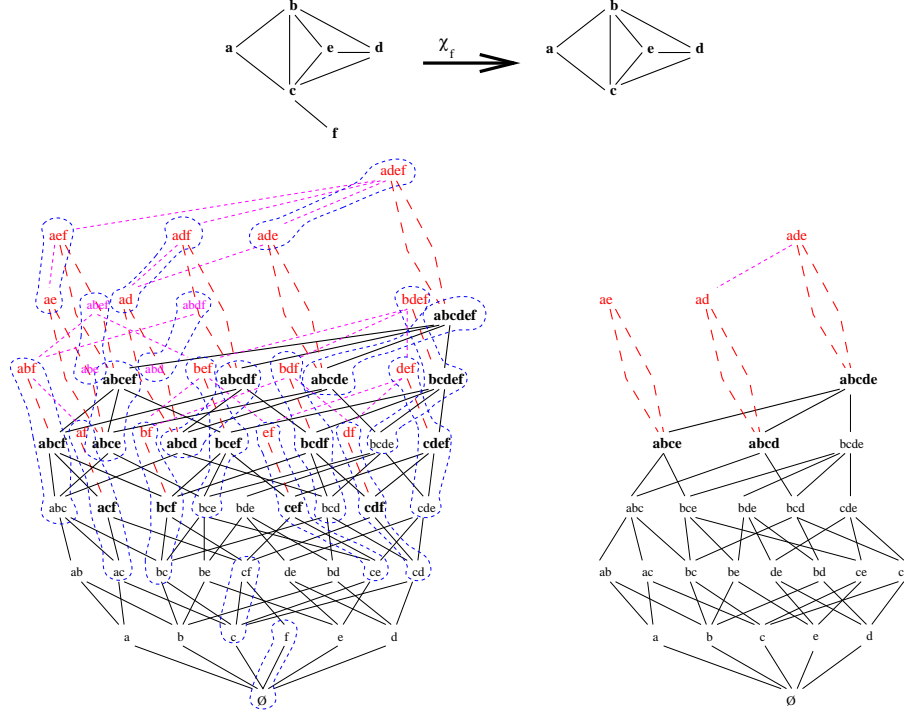 b b
a e d χf a e d
c c
f
adef
aef adf ade ade
ae ad abef abdf bdef ae ad
abcdef
abf abc abd bef bdf def
abcef abcdf abcde bcdef abcde
af bf ef df
abcf abce abcd bcef bcdf bcde cdef abce abcd bcde
abc acf bcf bce bde cef bcd cdf cde abc bce bde bcd cde
ab ac bc be cf de bd ce cd ab ac bc be de bd ce c
a b c f e d a b c e d
Ø Ø